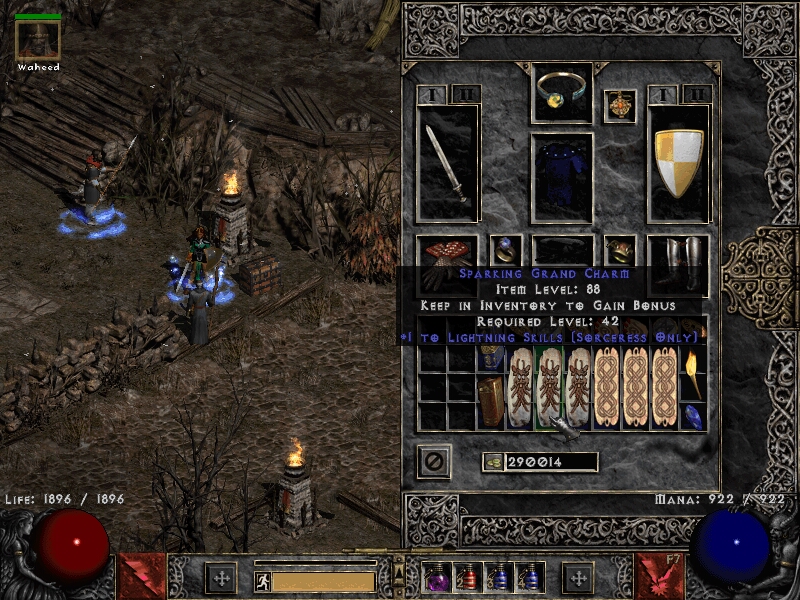 Waheed
I
II
I
II
Sparking Grand Charm
Item Level: 88
Keep in Inventory to Gain Bonus
Required Level: 42
+1 to Lightning Skills (Sorceress Only)
290014
Life: 1896 / 1896
Mana: 922 / 922
F7